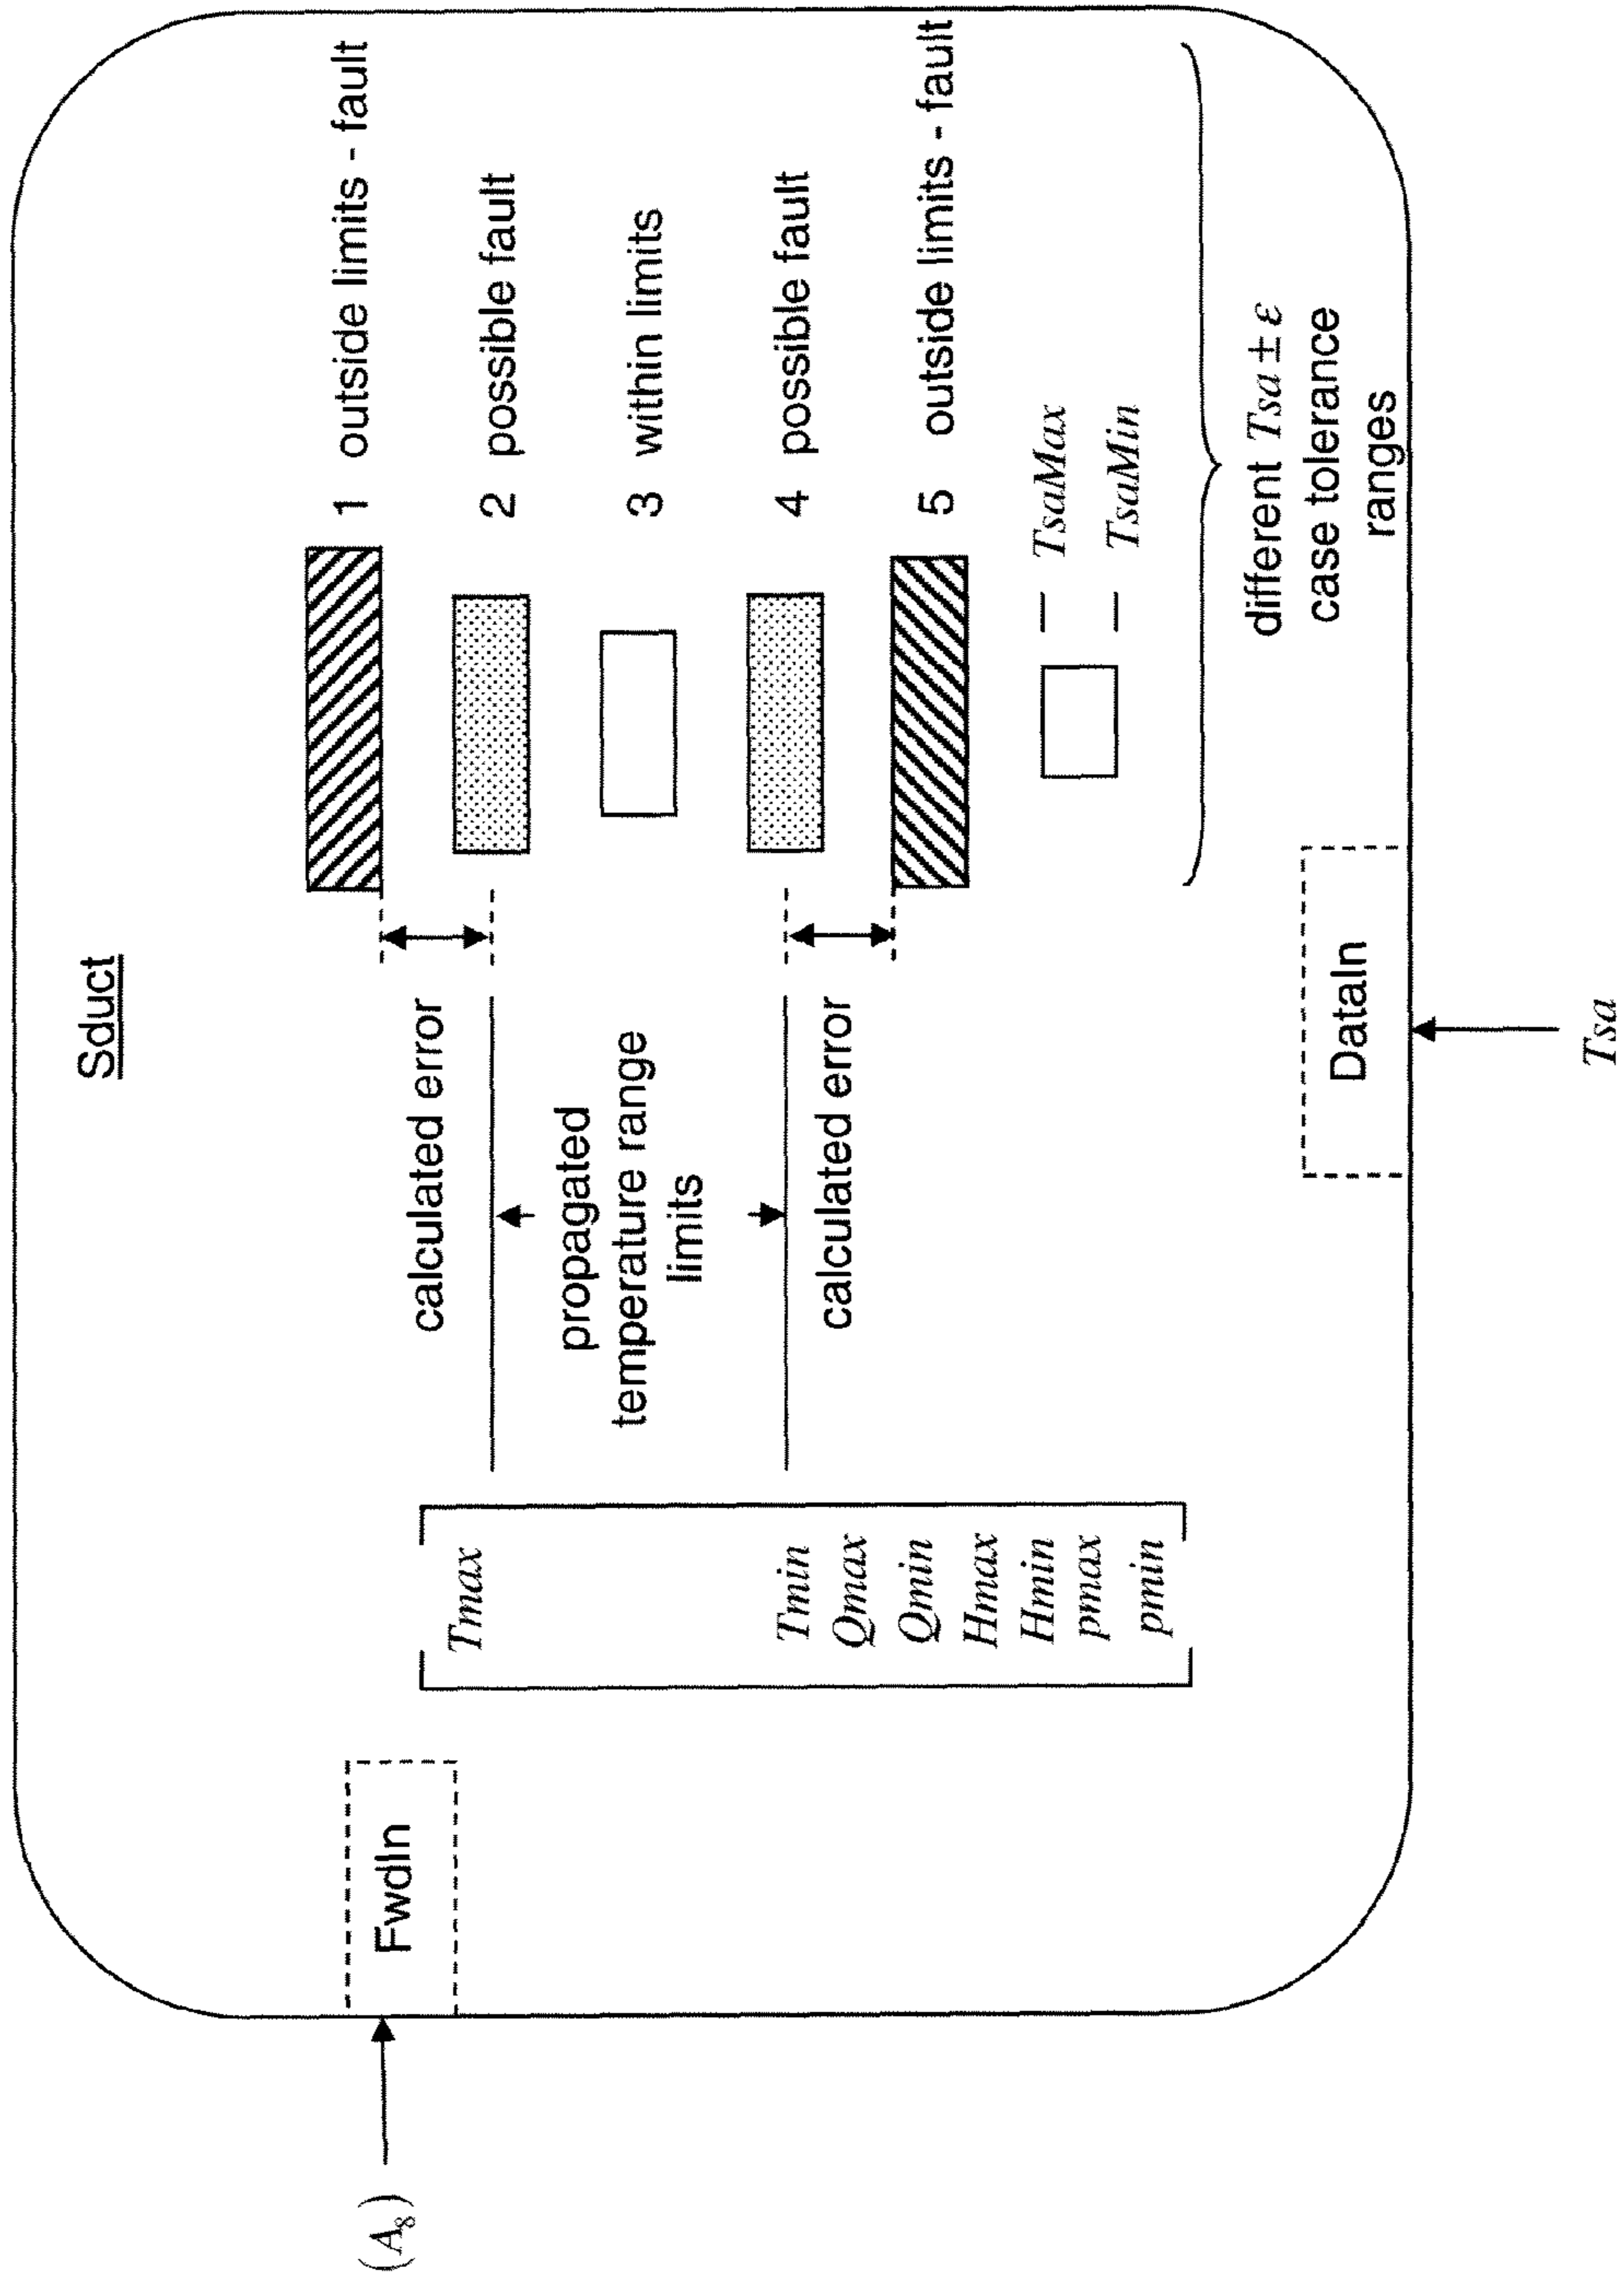 Sduct
(A₈)
FwdIn
Tmax
Tmin
Qmax
Qmin
Hmax
Hmin
pmax
pmin
calculated error
propagated
temperature range
limits
calculated error
1 outside limits - fault
2 possible fault
3 within limits
4 possible fault
5 outside limits - fault
TsaMax
TsaMin
different Tsa ± ε
case tolerance
ranges
DataIn
Tsa